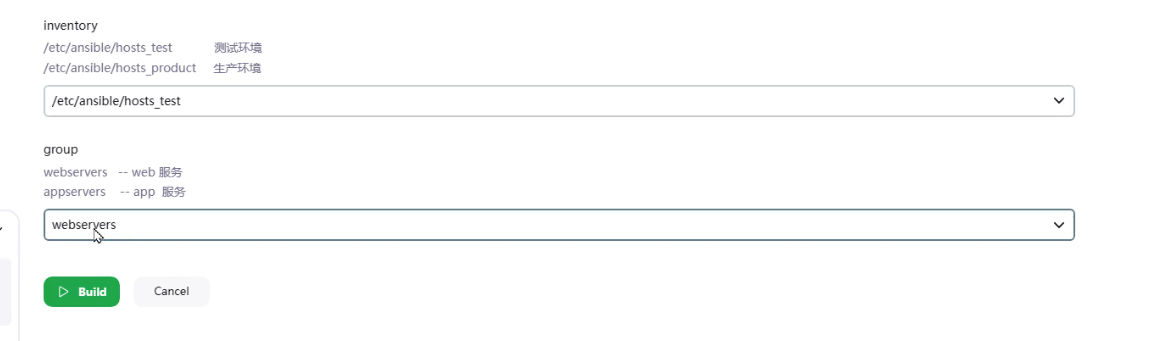 inventory
/etc/ansible/hosts_test 测试环境
/etc/ansible/hosts_product 生产环境
/etc/ansible/hosts_test
group
webservers -- web 服务
appservers -- app 服务
webservers
Build Cancel